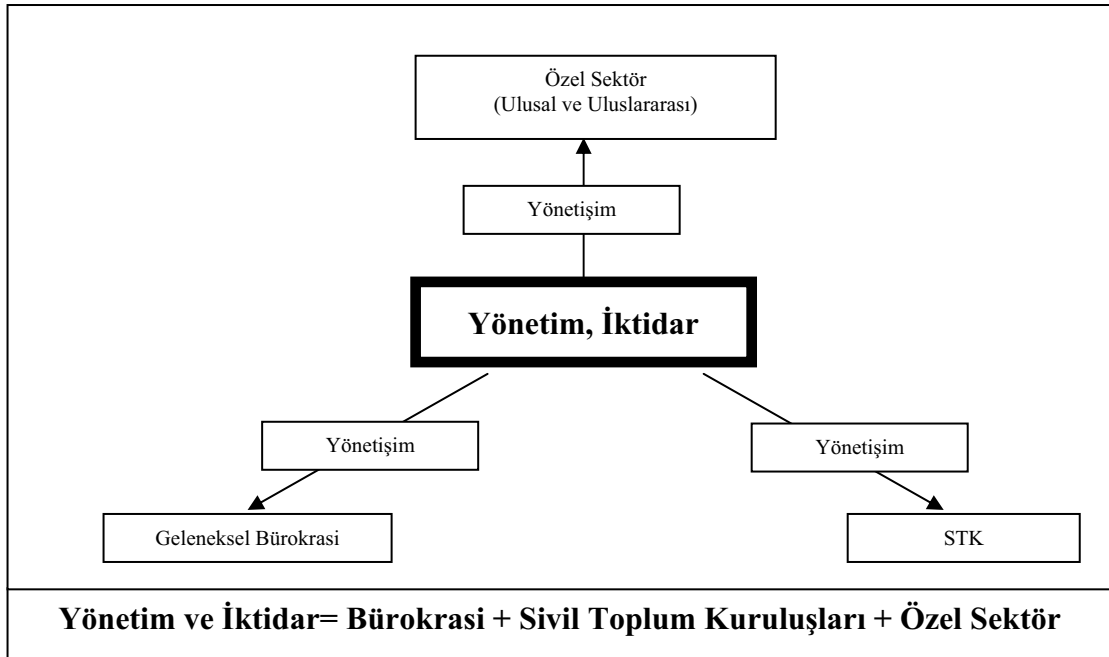 Özel Sektör
(Ulusal ve Uluslararası)
Yönetişim
Yönetim, İktidar
Yönetişim
Yönetişim
Geleneksel Bürokrasi
STK
Yönetim ve İktidar= Bürokrasi + Sivil Toplum Kuruluşları + Özel Sektör